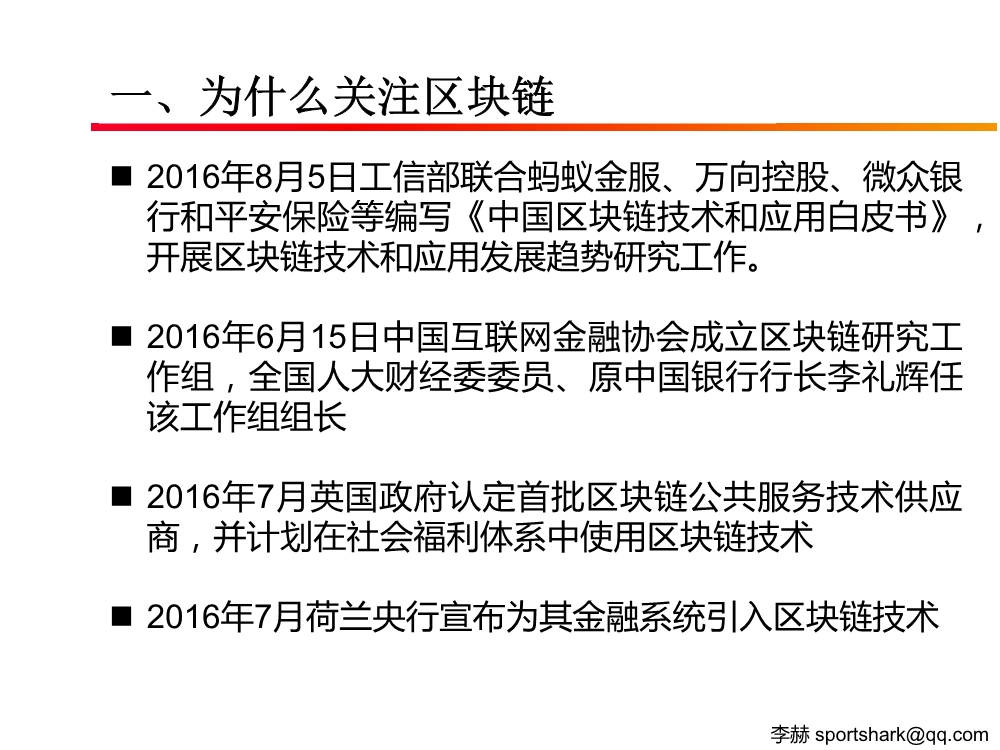 一、为什么关注区块链
■ 2016年8月5日工信部联合蚂蚁金服、万向控股、微众银
行和平安保险等编写《中国区块链技术和应用白皮书》，
开展区块链技术和应用发展趋势研究工作。
■ 2016年6月15日中国互联网金融协会成立区块链研究工
作组，全国人大财经委委员、原中国银行行长李礼辉任
该工作组组长
■ 2016年7月英国政府认定首批区块链公共服务技术供应
商，并计划在社会福利体系中使用区块链技术
■ 2016年7月荷兰央行宣布为其金融系统引入区块链技术
李赫 sportshark@qq.com